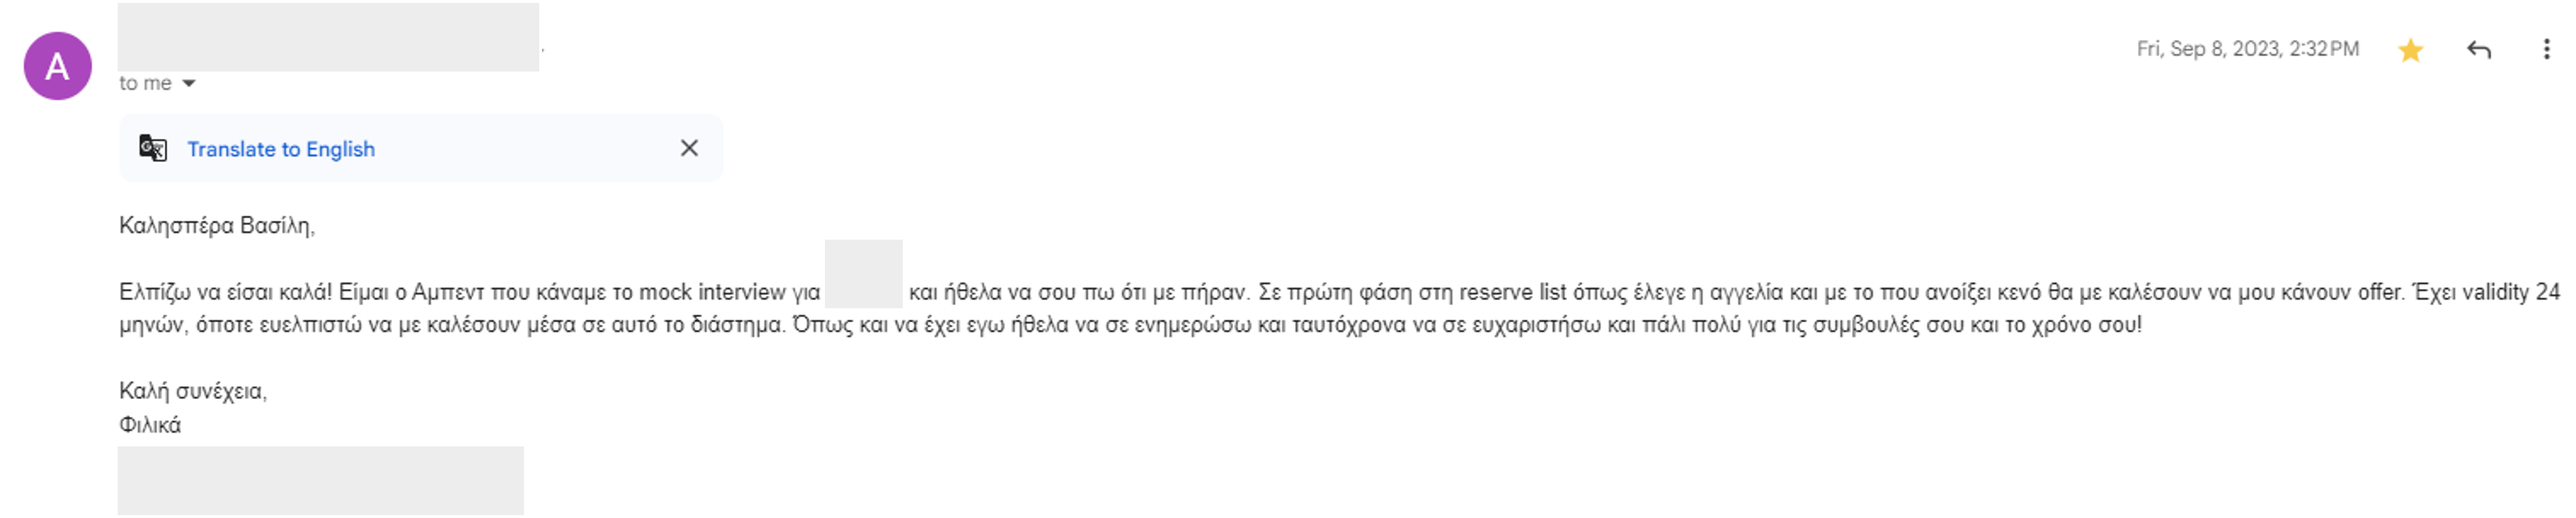 A
Fri, Sep 8, 2023, 2:32 PM
to me
Translate to English
Καλησπέρα Βασίλη,
Ελπίζω να είσαι καλά! Είμαι ο Αμπεντ που κάναμε το mock interview για και ήθελα να σου πω ότι με πήραν. Σε πρώτη φάση στη reserve list όπως έλεγε η αγγελία και με το που ανοίξει κενό θα με καλέσουν να μου κάνουν offer. Έχει validity 24
μηνών, όποτε ευελπιστώ να με καλέσουν μέσα σε αυτό το διάστημα. Όπως και να έχει εγω ήθελα να σε ενημερώσω και ταυτόχρονα να σε ευχαριστήσω και πάλι πολύ για τις συμβουλές σου και το χρόνο σου!
Καλή συνέχεια,
Φιλικά